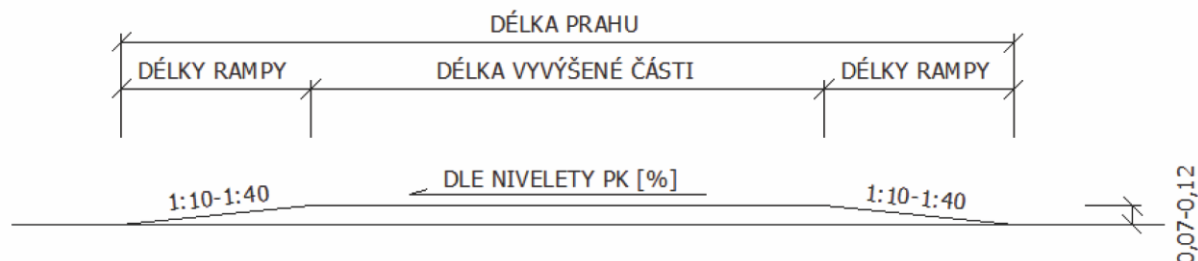 DÉLKA PRAHU
DÉLKY RAMPY
DÉLKA VYVÝŠENÉ ČÁSTI
DÉLKY RAMPY
DLE NIVELETY PK [%]
1:10-1:40
1:10-1:40
0,07-0,12